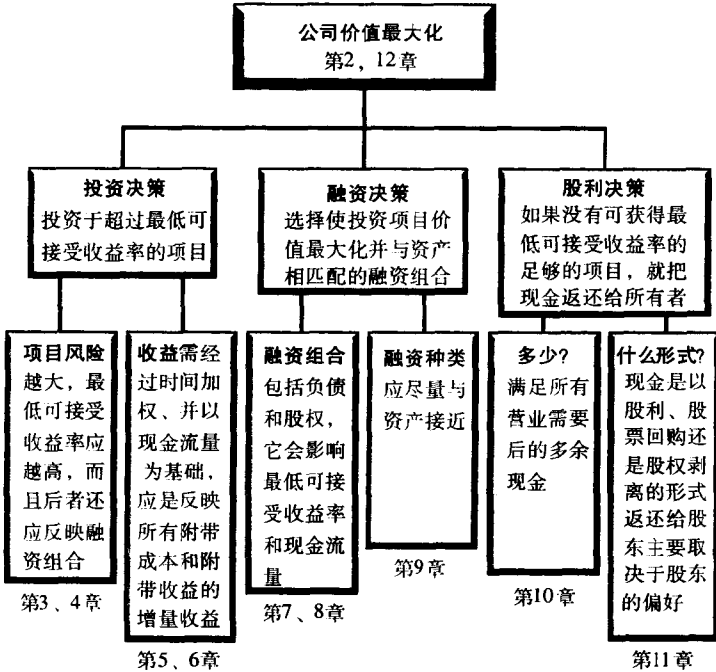 公司价值最大化
第2，12章
投资决策
投资于超过最低可
接受收益率的项目
融资决策
选择使投资项目价
值最大化并与资产
相匹配的融资组合
股利决策
如果没有可获得最
低可接受收益率的
足够的项目，就把
现金返还给所有者
项目风险
越大，最
低可接受
收益率应
越高，而
且后者还
应反映融
资组合
第3、4章
收益需经
过时间加
权、并以
现金流量
为基础，
应是反映
所有附带
成本和附
带收益的
增量收益
第5、6章
融资组合
包括负债
和股权，
它会影响
最低可接
受收益率
和现金流
量
第7、8章
融资种类
应尽量与
资产接近
第9章
多少？
满足所有
营业需要
后的多余
现金
第10章
什么形式？
现金是以
股利、股
票回购还
是股权剥
离的形式
返还给股
东主要取
决于股东
的偏好
第11章